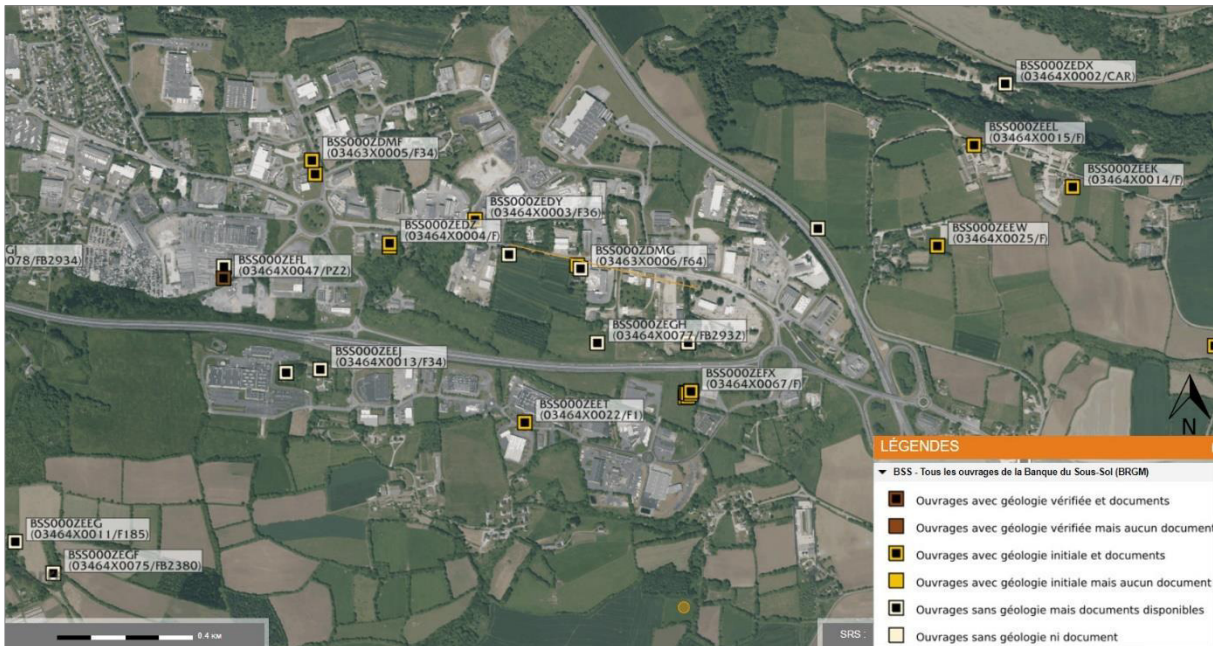 BSS000ZEDX
(03464X0002/CAR)
BSS000ZDMF
(03463X0005/F34)
BSS000ZEEL
(03464X0015/F)
BSS000ZEEK
(03464X0014/F)
BSS000ZEDY
(03464X0003/F36)
BSS000ZEDZ
(03464X0004/F)
BSS000ZEEW
(03464X0025/F)
GJ
0078/FB2934)
BSS000ZEFL
(03464X0047/PZ2)
BSS000ZDMG
(03463X0006/F64)
BSS000ZEGH
(03464X0077/FB2932)
BSS000ZEEJ
(03464X0013/F34)
BSS000ZEFX
(03464X0067/F)
BSS000ZEET
(03464X0022/F1)
N
BSS000ZEEG
(03464X0011/F185)
BSS000ZEGF
(03464X0075/FB2380)
LÉGENDES
BSS - Tous les ouvrages de la Banque du Sous-Sol (BRGM)
Ouvrages avec géologie vérifiée et documents
Ouvrages avec géologie vérifiée mais aucun document
Ouvrages avec géologie initiale et documents
Ouvrages avec géologie initiale mais aucun document
Ouvrages sans géologie mais documents disponibles
Ouvrages sans géologie ni document
0.4 KM
SRS :